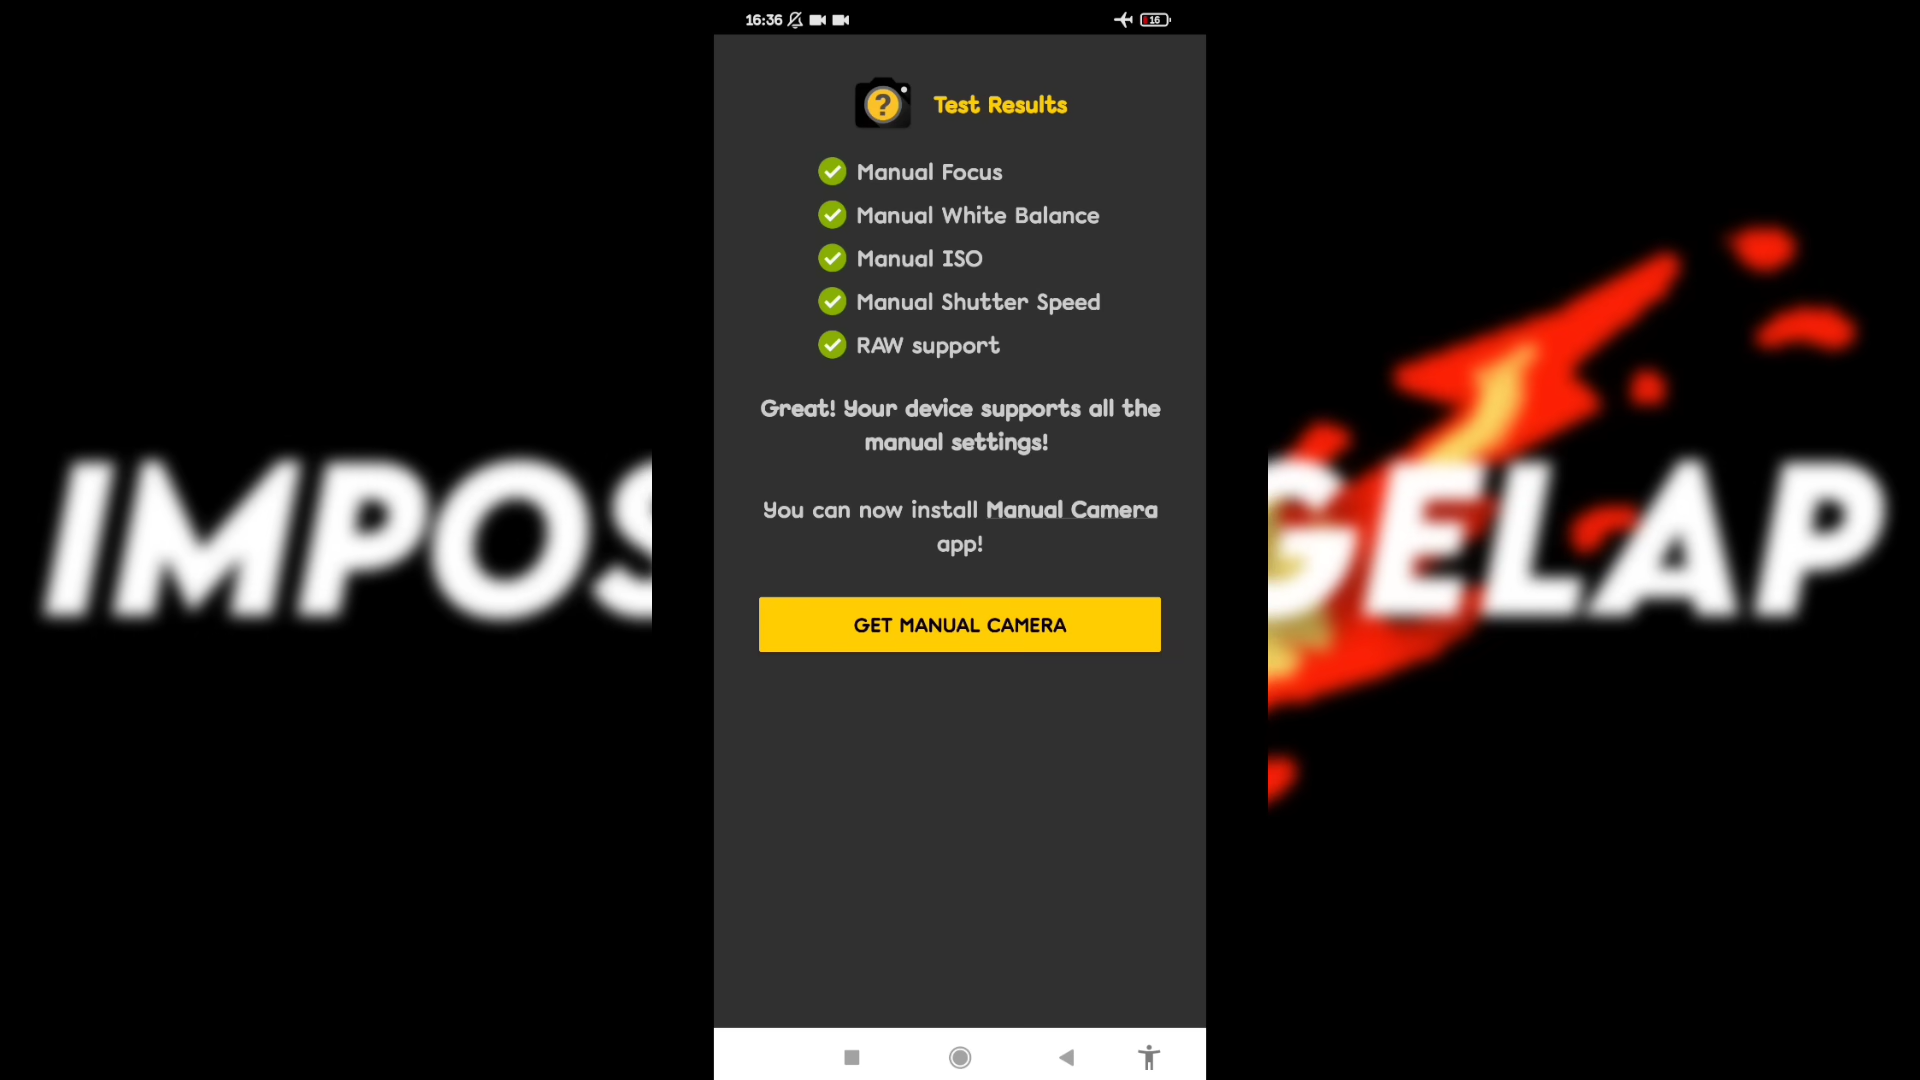 16:36
16
Test Results
Manual Focus
Manual White Balance
Manual ISO
Manual Shutter Speed
RAW support
Great! Your device supports all the
manual settings!
You can now install Manual Camera
app!
GET MANUAL CAMERA
IMPOS
GELAP